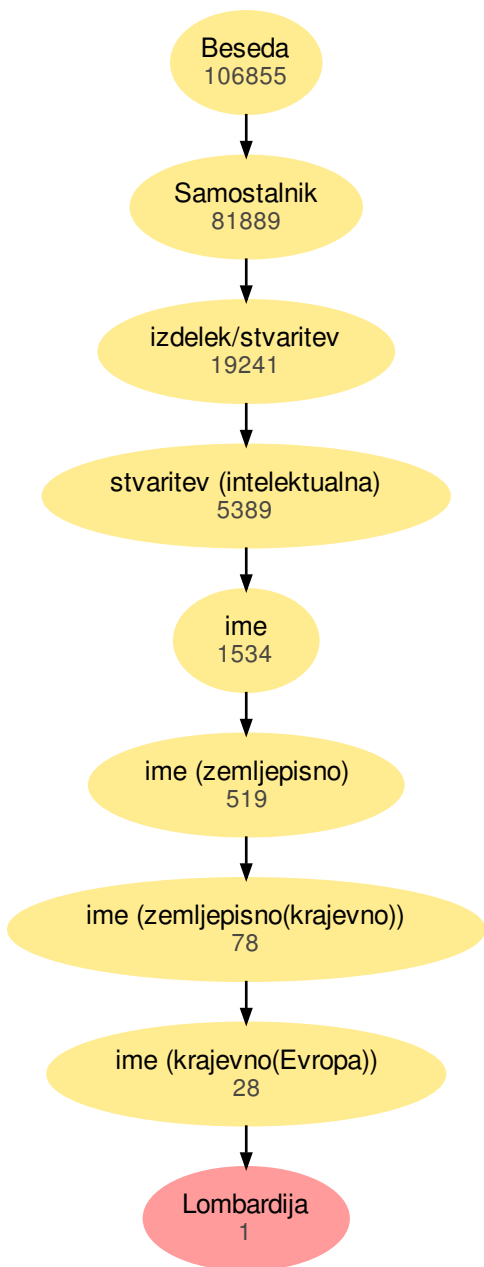 Beseda
106855
Samostalnik
81889
izdelek/stvaritev
19241
stvaritev (intelektualna)
5389
ime
1534
ime (zemljepisno)
519
ime (zemljepisno(krajevno))
78
ime (krajevno(Evropa))
28
Lombardija
1